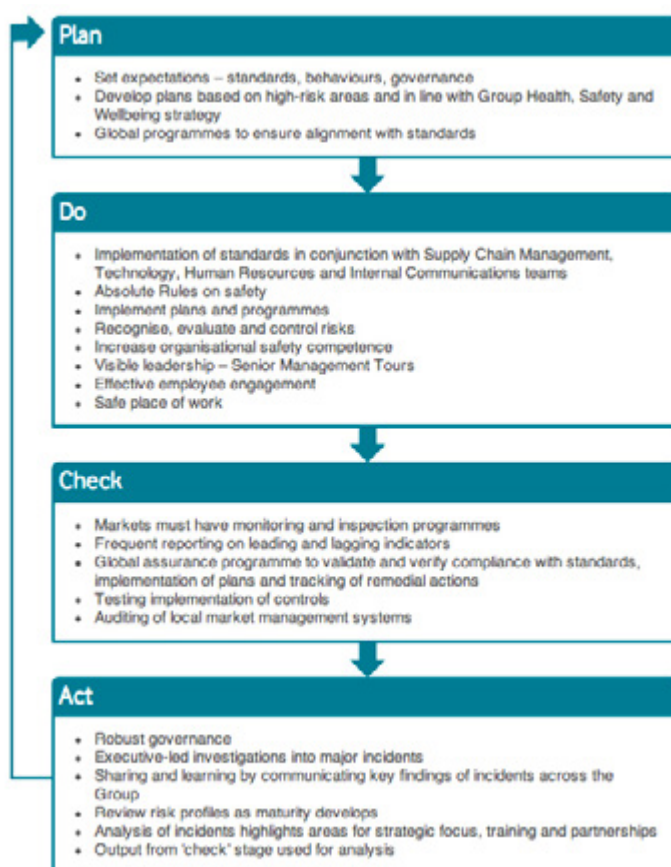 Plan
• Set expectations – standards, behaviours, governance
• Develop plans based on high-risk areas and in line with Group Health, Safety and
Wellbeing strategy
• Global programmes to ensure alignment with standards
Do
• Implementation of standards in conjunction with Supply Chain Management,
Technology, Human Resources and Internal Communications teams
• Absolute Rules on safety
• Implement plans and programmes
• Recognise, evaluate and control risks
• Increase organisational safety competence
• Visible leadership – Senior Management Tours
• Effective employee engagement
• Safe place of work
Check
• Markets must have monitoring and inspection programmes
• Frequent reporting on leading and lagging indicators
• Global assurance programme to validate and verify compliance with standards,
implementation of plans and tracking of remedial actions
• Testing implementation of controls
• Auditing of local market management systems
Act
• Robust governance
• Executive-led investigations into major incidents
• Sharing and learning by communicating key findings of incidents across the
Group
• Review risk profiles as maturity develops
• Analysis of incidents highlights areas for strategic focus, training and partnerships
• Output from 'check' stage used for analysis